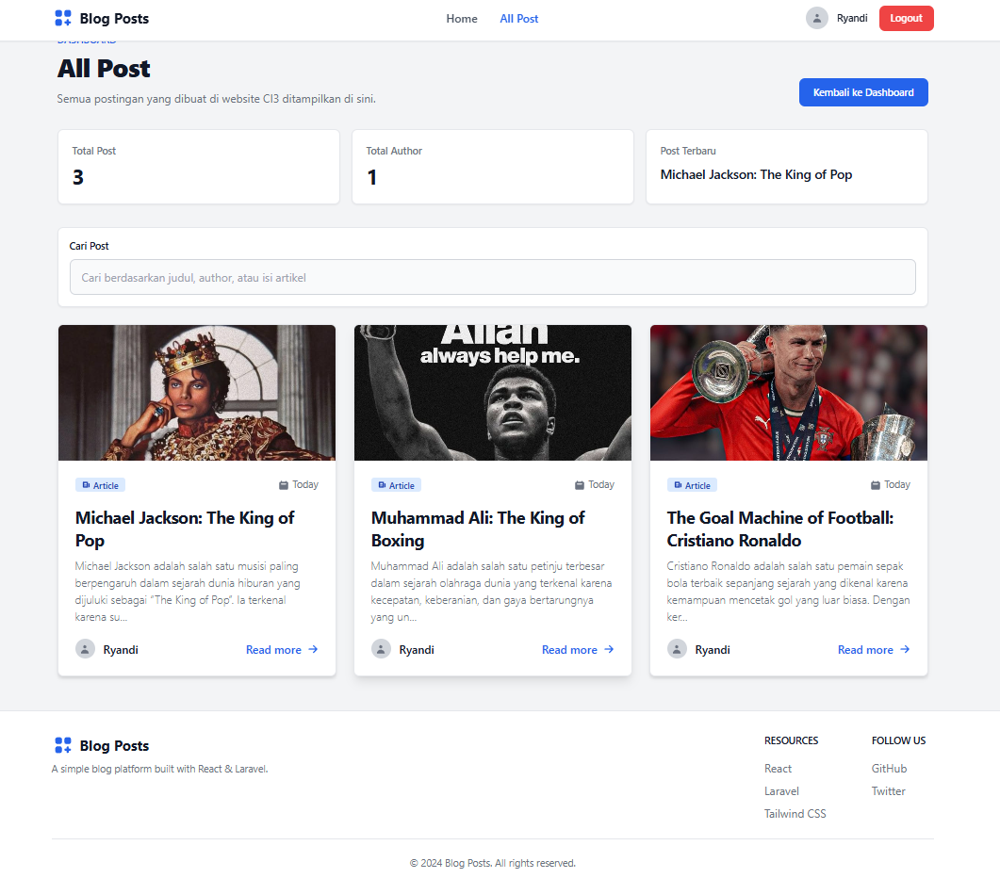 Blog Posts
Home
All Post
Ryandi
Logout
DASHBOARD
All Post
Semua postingan yang dibuat di website CI3 ditampilkan di sini.
Kembali ke Dashboard
Total Post
3
Total Author
1
Post Terbaru
Michael Jackson: The King of Pop
Cari Post
Cari berdasarkan judul, author, atau isi artikel
Article
Today
Michael Jackson: The King of
Pop
Michael Jackson adalah salah satu musisi paling
berpengaruh dalam sejarah dunia hiburan yang
dijuluki sebagai “The King of Pop”. Ia terkenal
karena su...
Ryandi
Read more →
Allah
always help me.
Article
Today
Muhammad Ali: The King of
Boxing
Muhammad Ali adalah salah satu petinju terbesar
dalam sejarah olahraga dunia yang terkenal karena
kecepatan, keberanian, dan gaya bertarungnya
yang un...
Ryandi
Read more →
Article
Today
The Goal Machine of Football:
Cristiano Ronaldo
Cristiano Ronaldo adalah salah satu pemain sepak
bola terbaik sepanjang sejarah yang dikenal karena
kemampuan mencetak gol yang luar biasa. Dengan
ker...
Ryandi
Read more →
Blog Posts
A simple blog platform built with React & Laravel.
RESOURCES
React
Laravel
Tailwind CSS
FOLLOW US
GitHub
Twitter
© 2024 Blog Posts. All rights reserved.